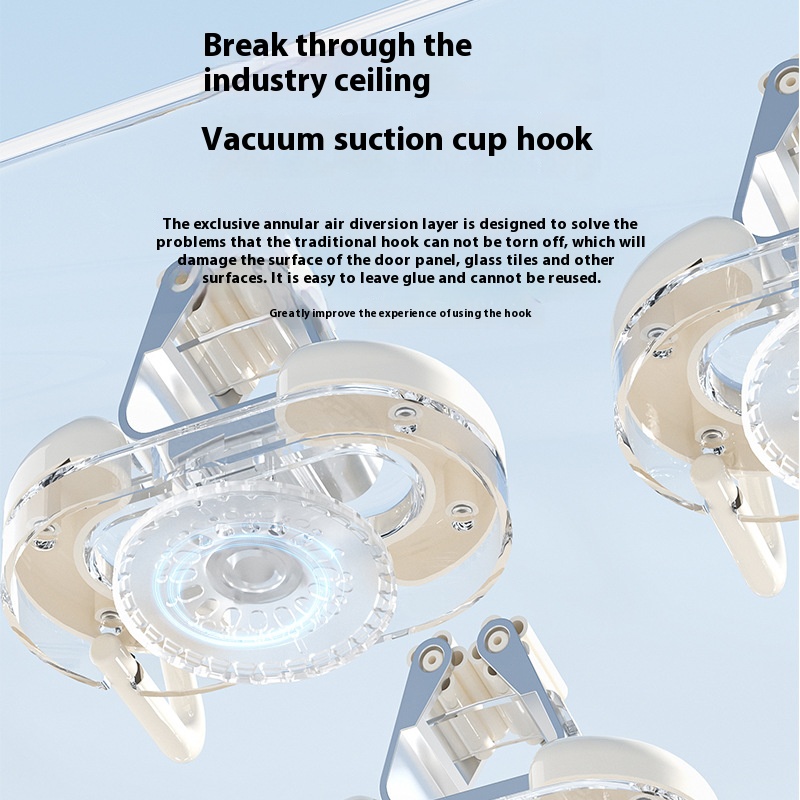 Break through the
industry ceiling
Vacuum suction cup hook
The exclusive annular air diversion layer is designed to solve the
problems that the traditional hook can not be torn off, which will
damage the surface of the door panel, glass tiles and other
surfaces. It is easy to leave glue and cannot be reused.
Greatly improve the experience of using the hook